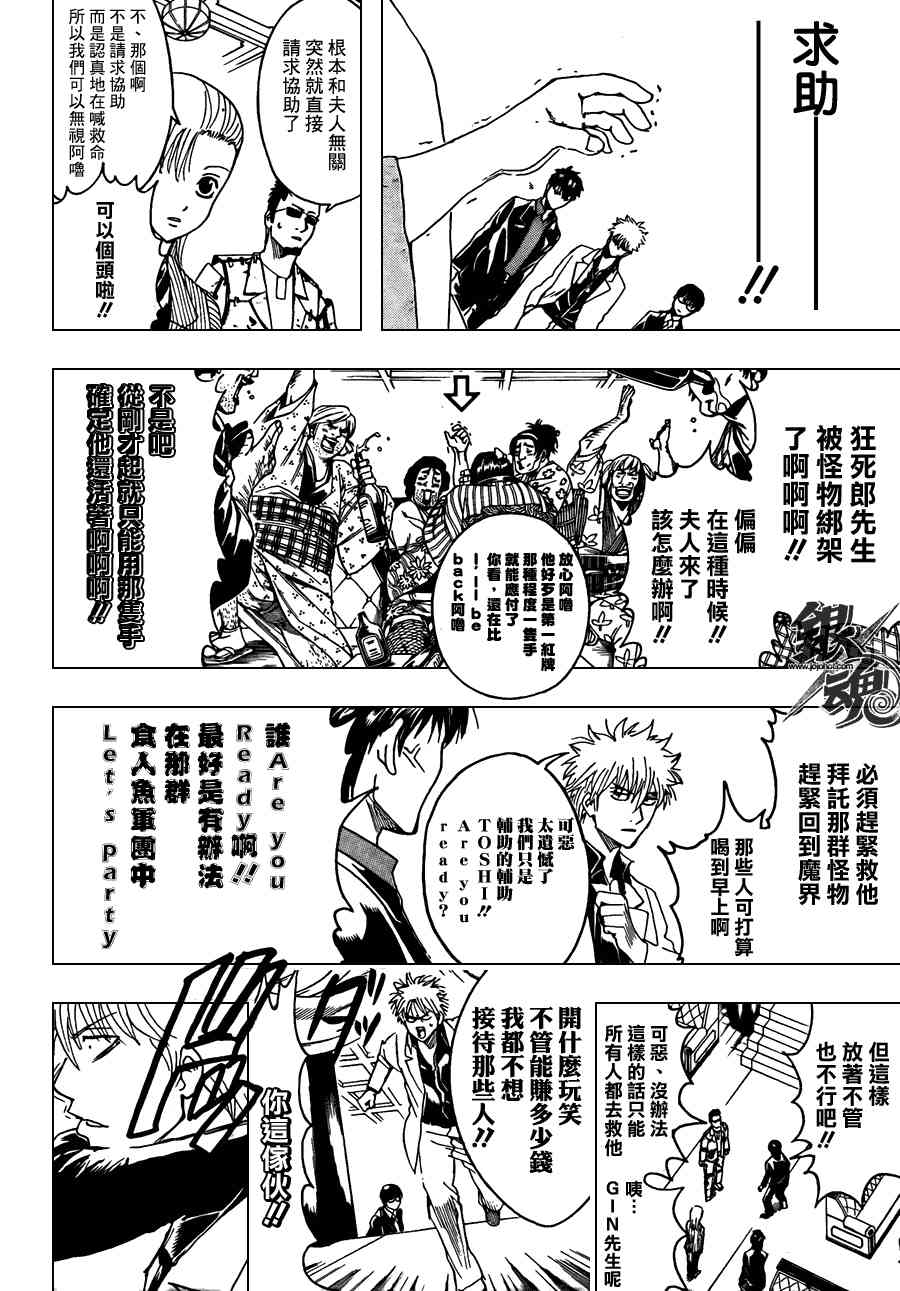 求助
!!
根本和夫人無關
突然就直接
請求協助了
不、那個啊
不是請求協助
而是認真地在喊救命
所以我們可以無視阿嚕
可以個頭啦!!
狂死郎先生
被怪物綁架
了啊啊啊!!
偏偏
在這種時候!!
夫人來了
該怎麼辦啊!!
放心阿嚕
他好歹是第一紅牌
那種程度一隻手
就能應付了
你看，還在比
I'll be
back阿嚕
不是吧
從剛才起就只能用那隻手
確定他還活著啊啊啊!!
銀魂
www.jojohot.com
必須趕緊救他
拜託那群怪物
趕緊回到魔界
那些人可打算
喝到早上啊
可惡
太遺憾了
我們只是
輔助的輔助
TOSHI!!
Are you
ready?
誰Are you
Ready啊!!
最好是有辦法
在那群
食人魚軍團中
Let's party
但這樣
放著不管
也不行吧!!
可惡、沒辦法
這樣的話只能
所有人都去救他
咦…
GIN先生呢
開什麼玩笑
不管能賺多少錢
我都不想
接待那些人!!
ダッ
你這傢伙!!